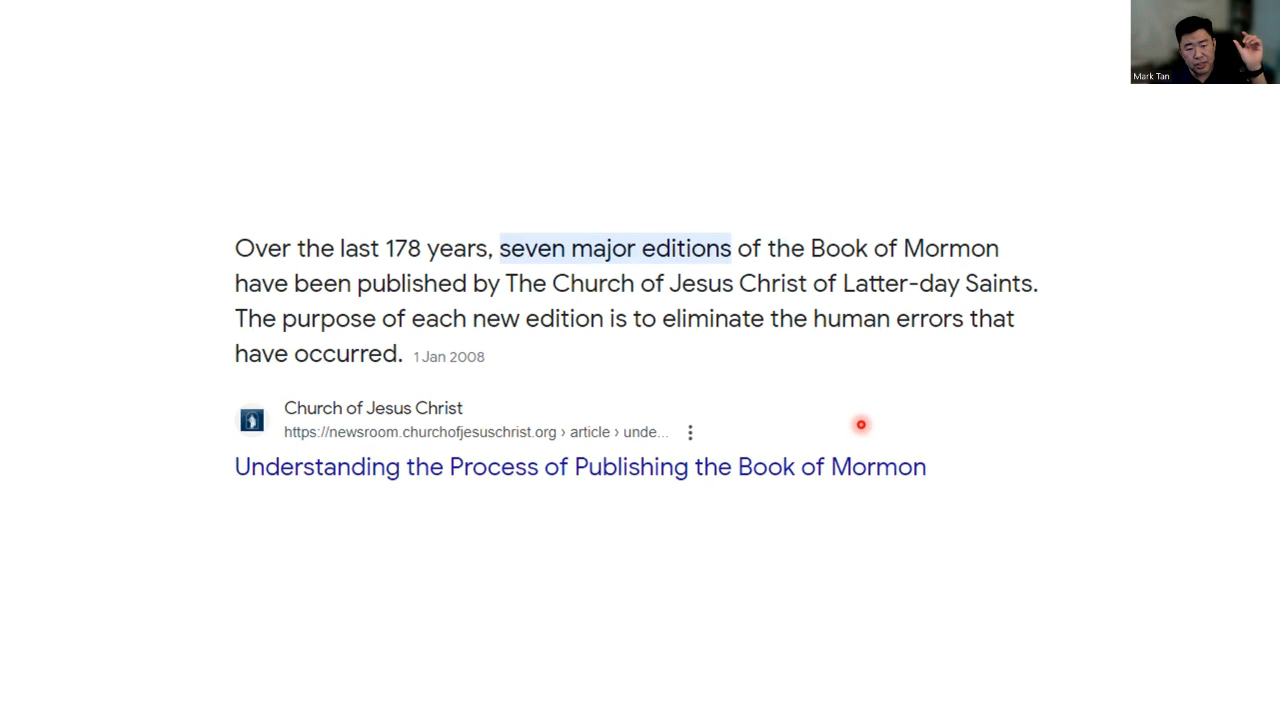 Mark Tan
Over the last 178 years, seven major editions of the Book of Mormon
have been published by The Church of Jesus Christ of Latter-day Saints.
The purpose of each new edition is to eliminate the human errors that
have occurred. 1 Jan 2008
Church of Jesus Christ
https://newsroom.churchofjesuschrist.org › article › unde...
Understanding the Process of Publishing the Book of Mormon